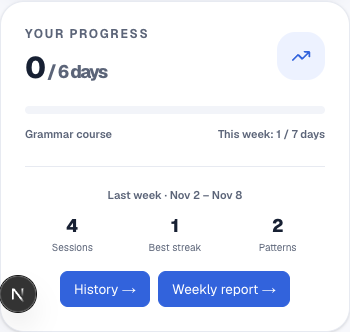 YOUR PROGRESS
0 / 6 days
Grammar course
This week: 1 / 7 days
Last week · Nov 2 – Nov 8
4 1 2
Sessions Best streak Patterns
N
History → Weekly report →